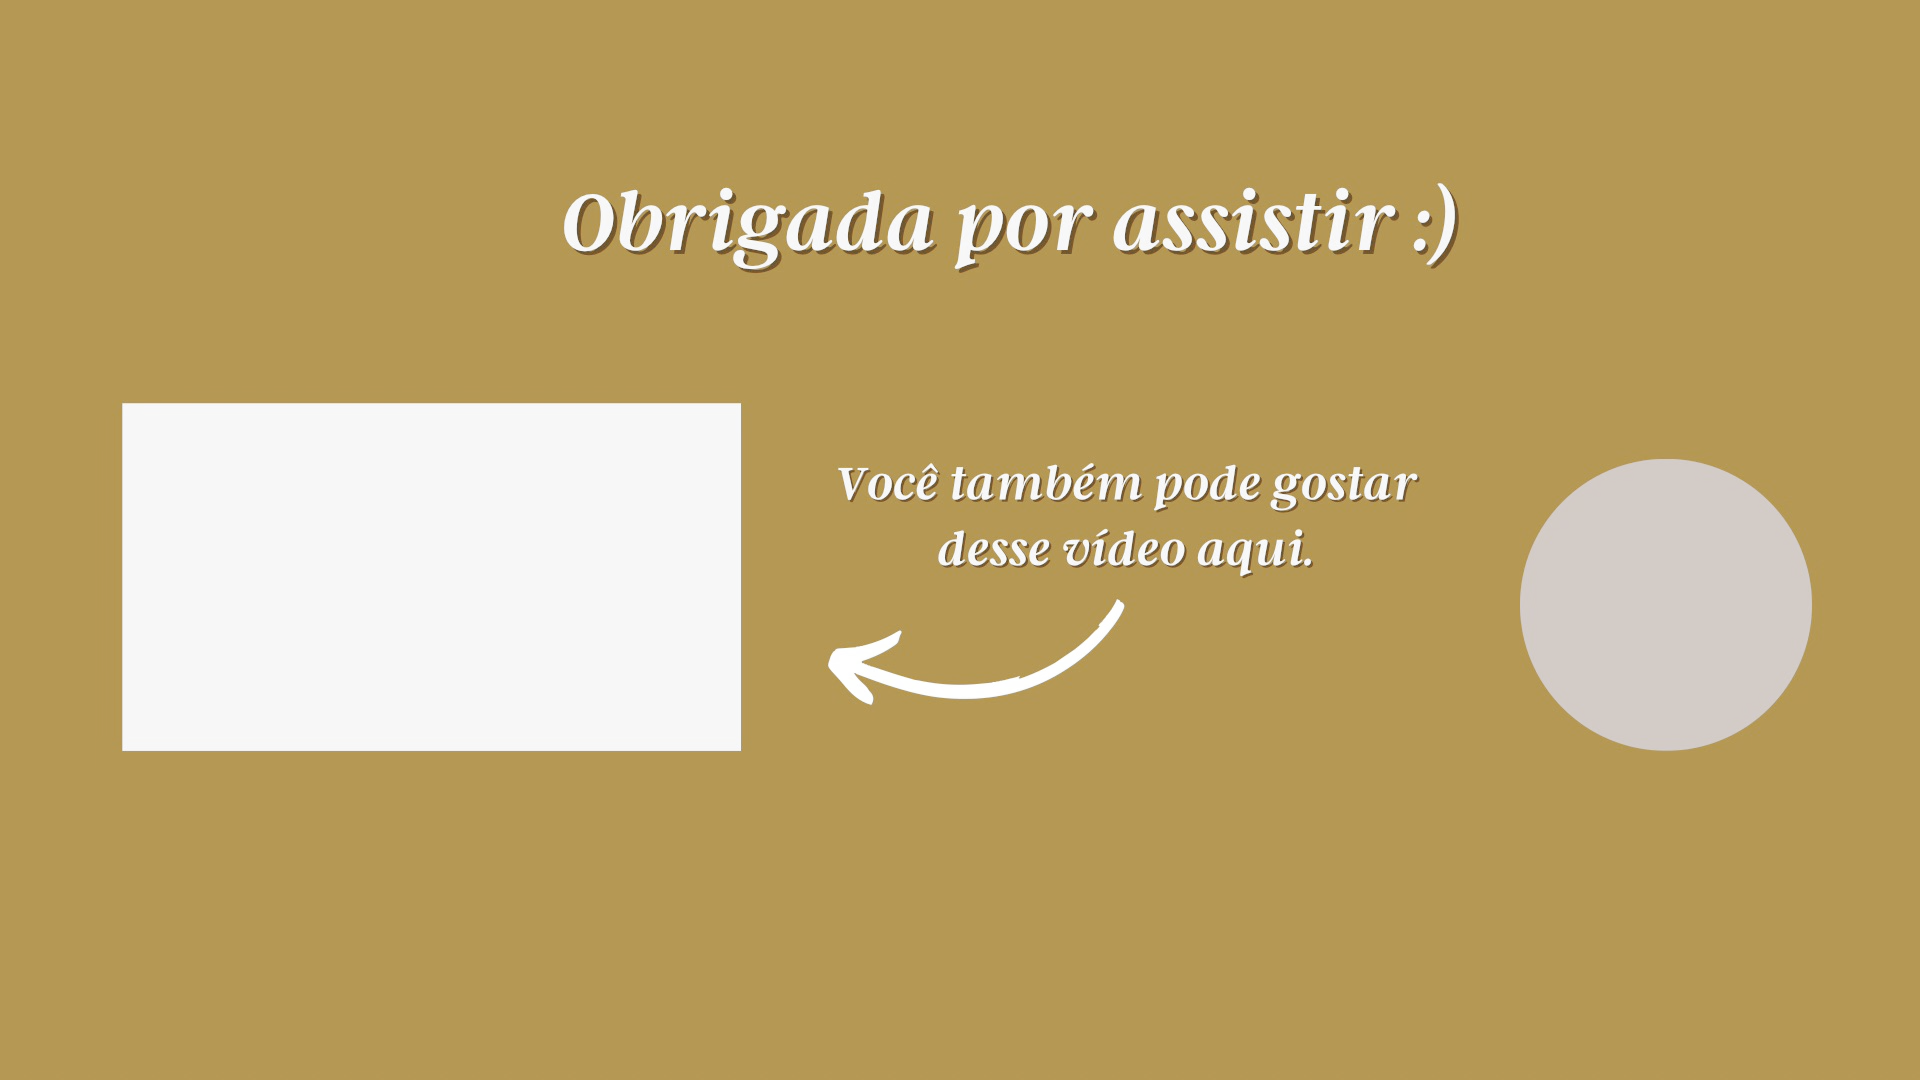 Obrigada por assistir :)
Você também pode gostar
desse vídeo aqui.